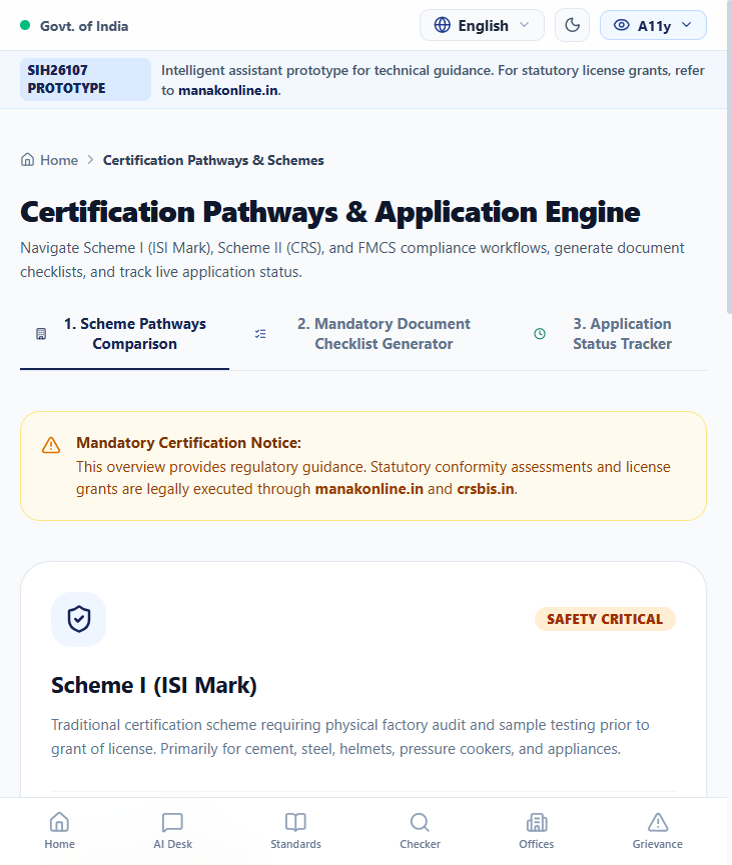 Govt. of India
English
A11y
SIH26107
PROTOTYPE
Intelligent assistant prototype for technical guidance. For statutory license grants, refer
to manakonline.in.
Home
Certification Pathways & Schemes
Certification Pathways & Application Engine
Navigate Scheme I (ISI Mark), Scheme II (CRS), and FMCS compliance workflows, generate document
checklists, and track live application status.
1. Scheme Pathways
Comparison
2. Mandatory Document
Checklist Generator
3. Application
Status Tracker
Mandatory Certification Notice:
This overview provides regulatory guidance. Statutory conformity assessments and license
grants are legally executed through manakonline.in and crsbis.in.
SAFETY CRITICAL
Scheme I (ISI Mark)
Traditional certification scheme requiring physical factory audit and sample testing prior to
grant of license. Primarily for cement, steel, helmets, pressure cookers, and appliances.
Home
AI Desk
Standards
Checker
Offices
Grievance